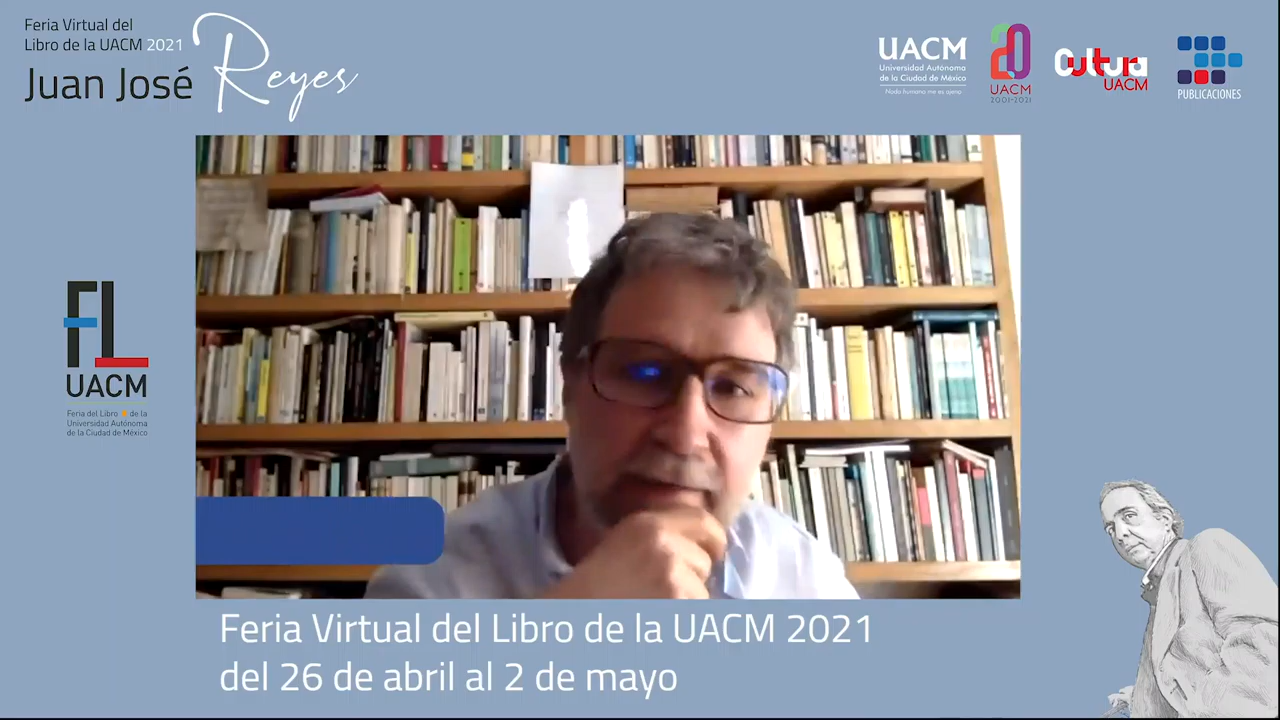 Feria Virtual del
Libro de la UACM 2021
Juan José Reyes
UACM
Universidad Autónoma
de la Ciudad de México
Nada humano me es ajeno
20
UACM
2001-2021
Cultura
UACM
PUBLICACIONES
FL
UACM
Feria del Libro de la
Universidad Autónoma
de la Ciudad de México
Feria Virtual del Libro de la UACM 2021
del 26 de abril al 2 de mayo